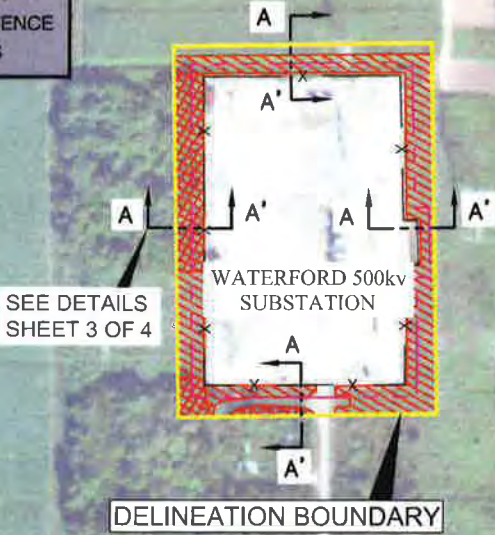 ENCE
A
A'
A
A'
A
A'
WATERFORD 500kv
SUBSTATION
SEE DETAILS
SHEET 3 OF 4
A
A'
DELINEATION BOUNDARY